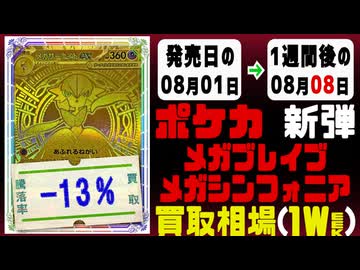 360
あふれるねがい
騰落率
-13%
買取
発売日の
08月01日
1週間後の
08月08日
ポケカ 新弾
メガブレイブ
メガシンフォニア
買取相場(1W長)